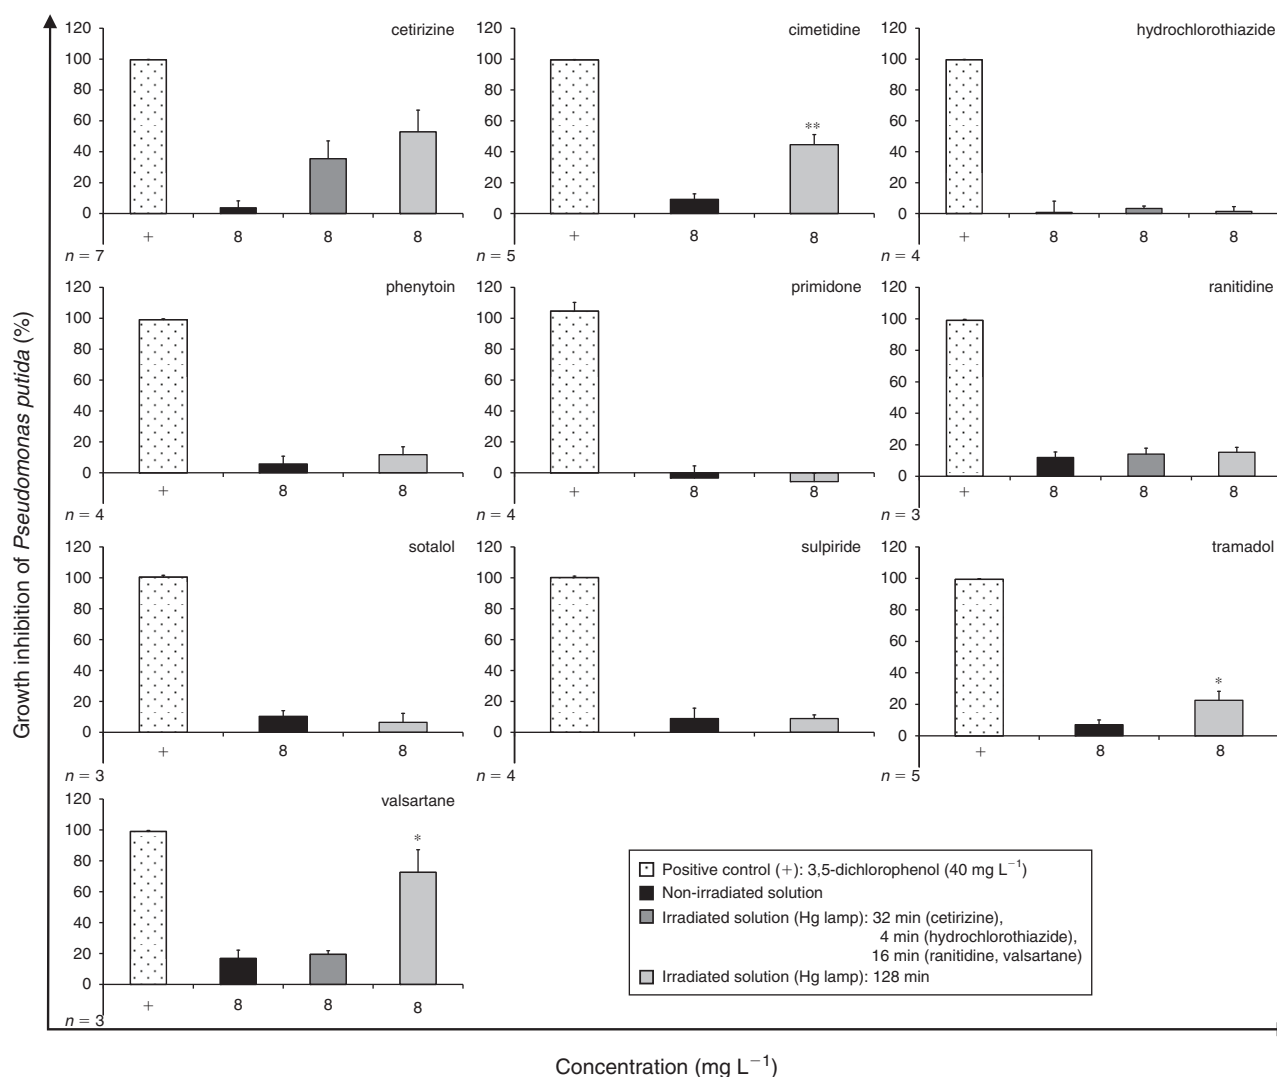 Growth inhibition of Pseudomonas putida (%)
cetirizine
120
100
80
60
40
20
0
+ 8 8 8
n = 7
cimetidine
120
100
80
60
40
20
0
**
+ 8 8
n = 5
hydrochlorothiazide
120
100
80
60
40
20
0
+ 8 8 8
n = 4
phenytoin
120
100
80
60
40
20
0
+ 8 8
n = 4
primidone
120
100
80
60
40
20
0
+ 8 8
n = 4
ranitidine
120
100
80
60
40
20
0
+ 8 8 8
n = 3
sotalol
120
100
80
60
40
20
0
+ 8 8
n = 3
sulpiride
120
100
80
60
40
20
0
n = 4
tramadol
120
100
80
60
40
20
0
*
+ 8 8
n = 5
valsartane
120
100
80
60
40
20
0
*
+ 8 8 8
n = 3
Positive control (+): 3,5-dichlorophenol (40 mg L−1)
Non-irradiated solution
Irradiated solution (Hg lamp): 32 min (cetirizine),
4 min (hydrochlorothiazide),
16 min (ranitidine, valsartane)
Irradiated solution (Hg lamp): 128 min
Concentration (mg L−1)